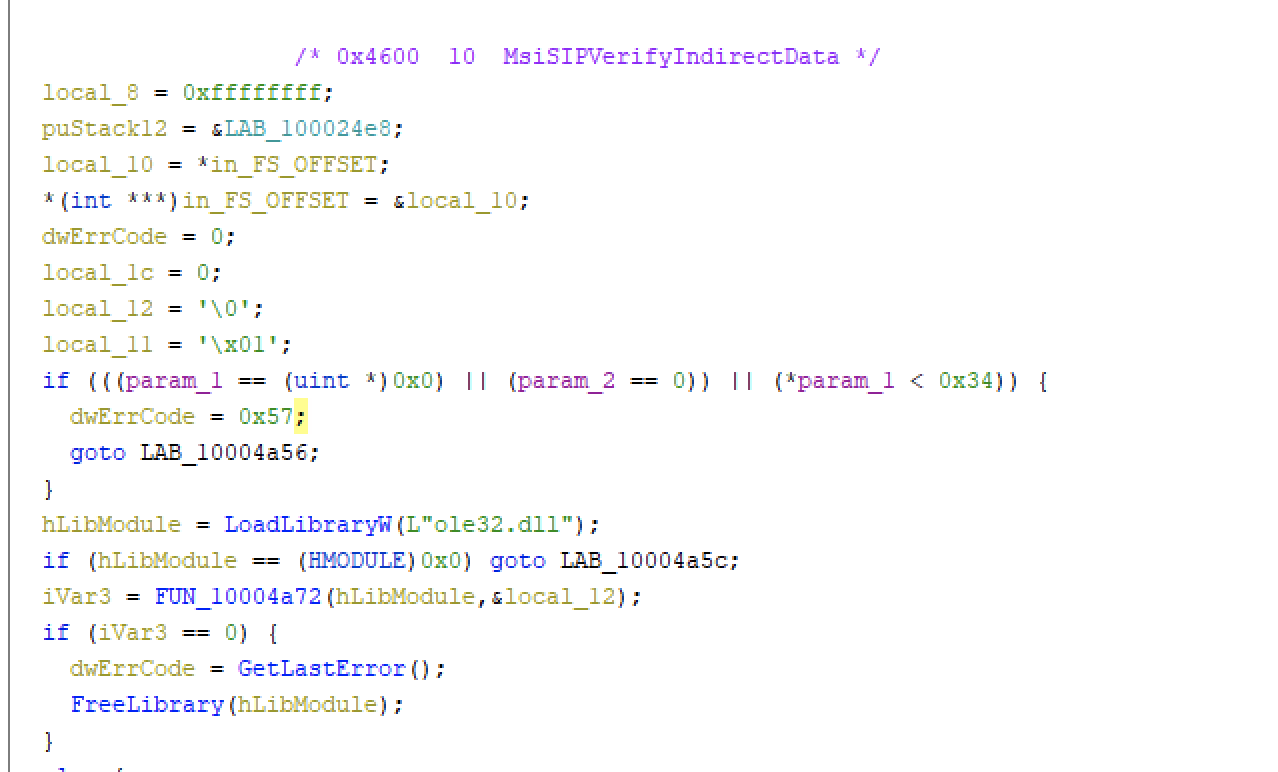 /* 0x4600  10  MsiSIPVerifyIndirectData */
local_8 = 0xffffffff;
puStack12 = &LAB_100024e8;
local_10 = *in_FS_OFFSET;
*(int ***)in_FS_OFFSET = &local_10;
dwErrCode = 0;
local_1c = 0;
local_12 = '\0';
local_11 = '\x01';
if (((param_1 == (uint *)0x0) || (param_2 == 0)) || (*param_1 < 0x34)) {
  dwErrCode = 0x57;
  goto LAB_10004a56;
}
hLibModule = LoadLibraryW(L"ole32.dll");
if (hLibModule == (HMODULE)0x0) goto LAB_10004a5c;
iVar3 = FUN_10004a72(hLibModule,&local_12);
if (iVar3 == 0) {
  dwErrCode = GetLastError();
  FreeLibrary(hLibModule);
}